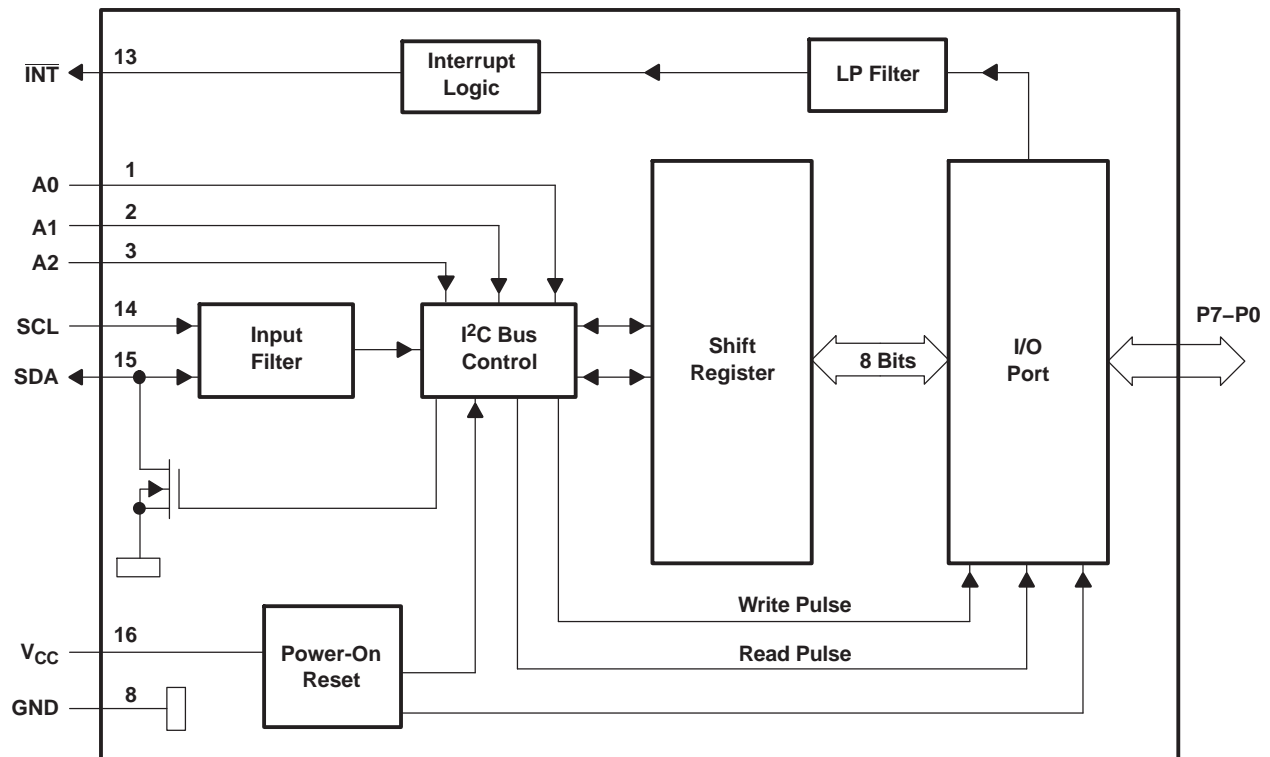 13
INT
Interrupt
Logic
LP Filter
1
A0
2
A1
3
A2
14
SCL
15
SDA
Input
Filter
I²C Bus
Control
Shift
Register
8 Bits
I/O
Port
P7–P0
Write Pulse
Read Pulse
16
VCC
Power-On
Reset
8
GND